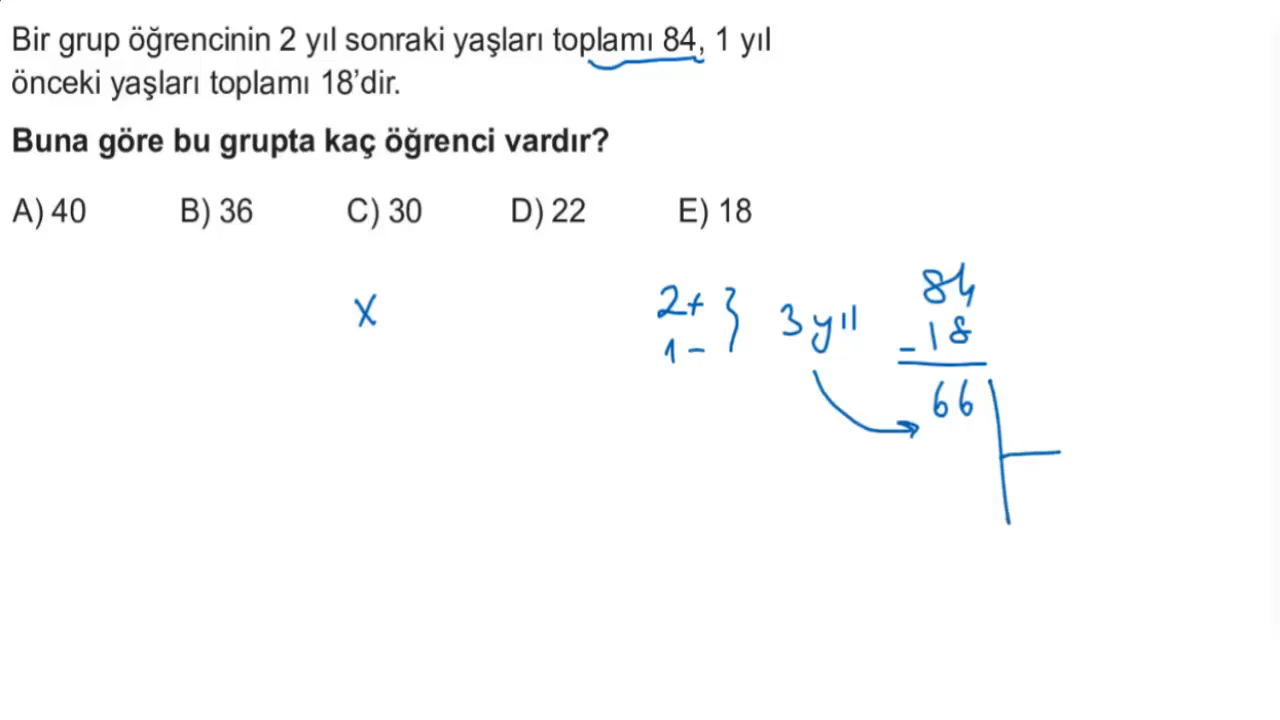 Bir grup öğrencinin 2 yıl sonraki yaşları toplamı 84, 1 yıl
önceki yaşları toplamı 18'dir.
Buna göre bu grupta kaç öğrenci vardır?
A) 40 B) 36 C) 30 D) 22 E) 18
x 2+ } 3 yıl 84
1- -18
66